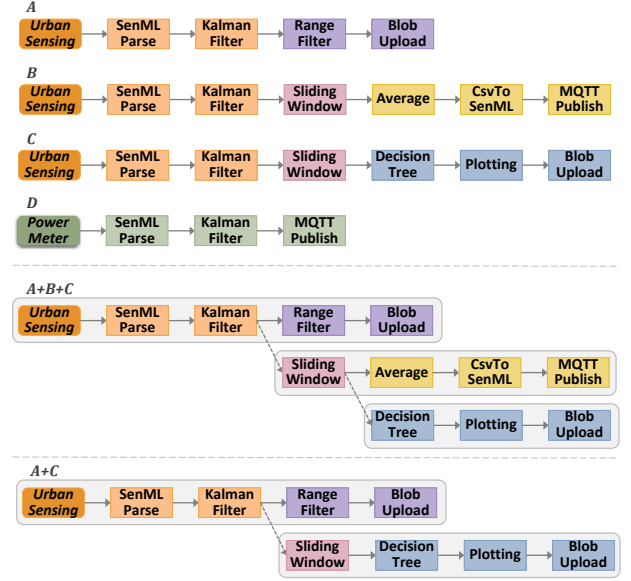 A
Urban Sensing
SenML Parse
Kalman Filter
Range Filter
Blob Upload
B
Urban Sensing
SenML Parse
Kalman Filter
Sliding Window
Average
CsvTo SenML
MQTT Publish
C
Urban Sensing
SenML Parse
Kalman Filter
Sliding Window
Decision Tree
Plotting
Blob Upload
D
Power Meter
SenML Parse
Kalman Filter
MQTT Publish
A+B+C
Urban Sensing
SenML Parse
Kalman Filter
Range Filter
Blob Upload
Sliding Window
Average
CsvTo SenML
MQTT Publish
Decision Tree
Plotting
Blob Upload
A+C
Urban Sensing
SenML Parse
Kalman Filter
Range Filter
Blob Upload
Sliding Window
Decision Tree
Plotting
Blob Upload